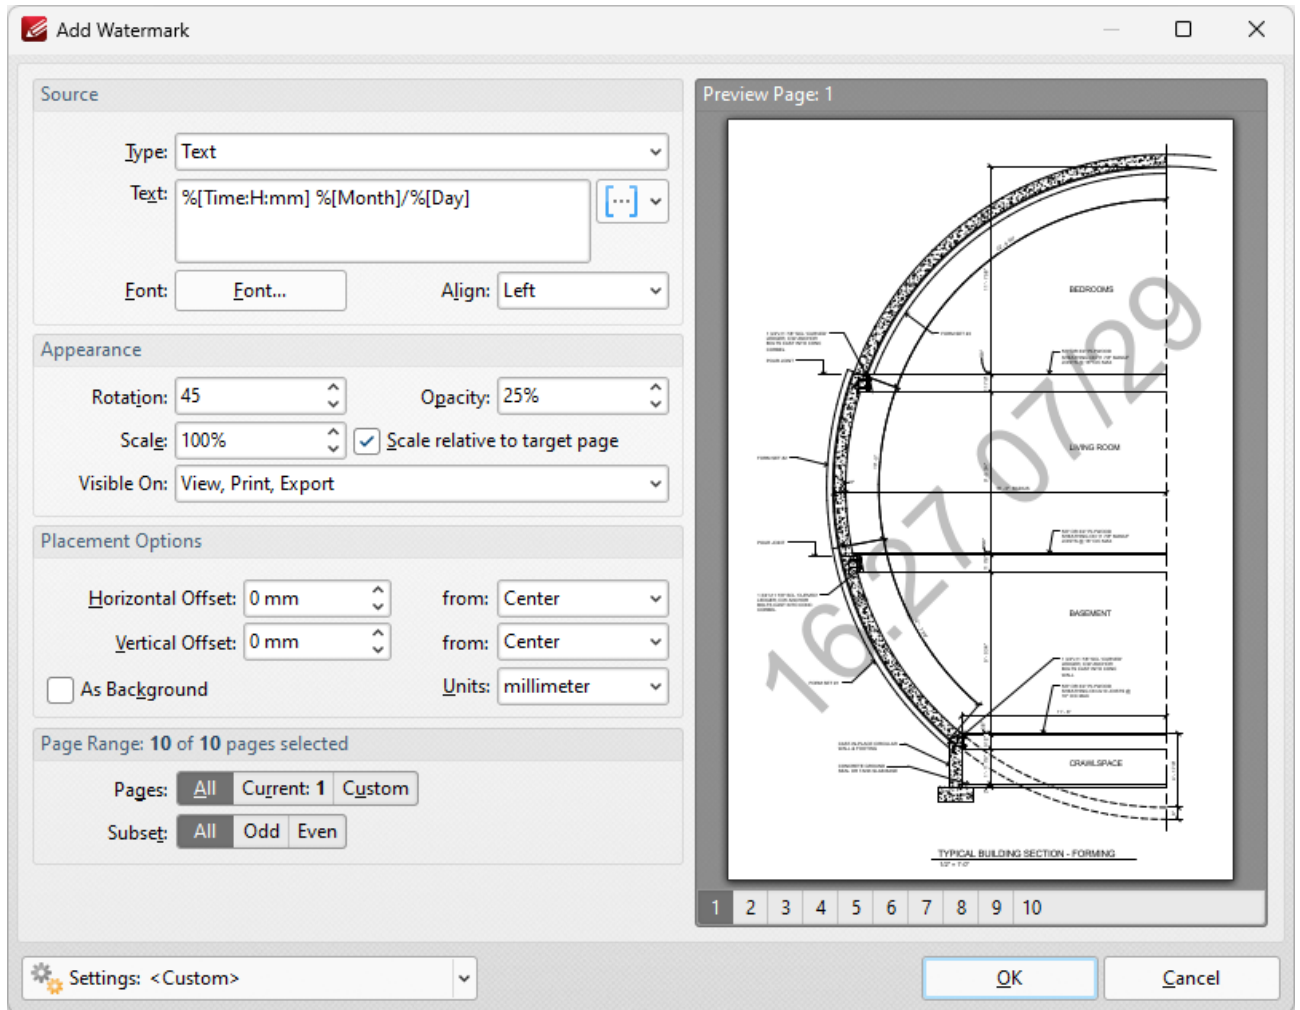 Add Watermark
Source
Type: Text
Text: %[Time:H:mm] %[Month]/%[Day]
Font: Font... Align: Left
Appearance
Rotation: 45 Opacity: 25%
Scale: 100% Scale relative to target page
Visible On: View, Print, Export
Placement Options
Horizontal Offset: 0 mm from: Center
Vertical Offset: 0 mm from: Center
As Background Units: millimeter
Page Range: 10 of 10 pages selected
Pages: All Current: 1 Custom
Subset: All Odd Even
Preview Page: 1
BEDROOMS
LIVING ROOM
BASEMENT
CRAWLSPACE
16:27 07/29
TYPICAL BUILDING SECTION - FORMING
1/2" = 1'-0"
1 2 3 4 5 6 7 8 9 10
Settings: <Custom>
OK Cancel